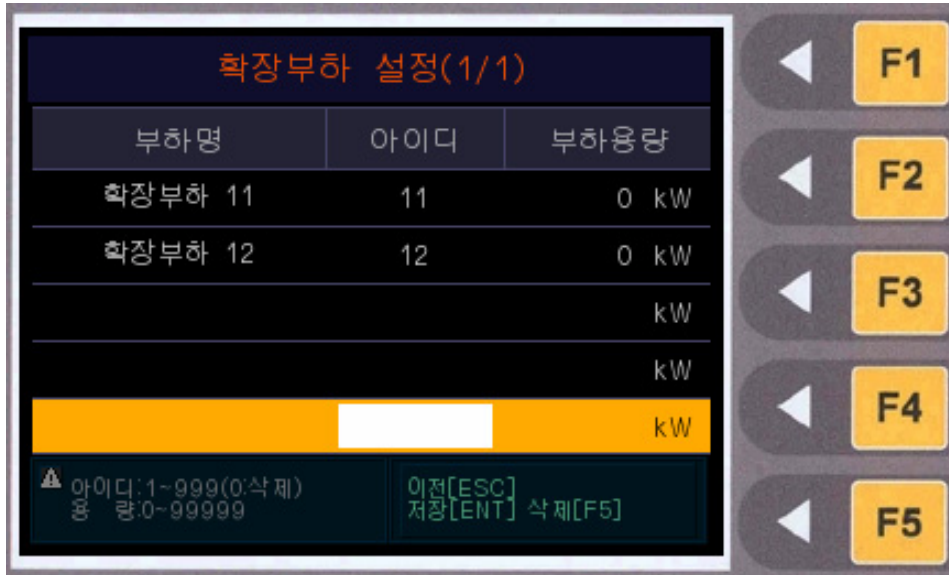 확장부하 설정(1/1)
부하명 아이디 부하용량
확장부하 11 11 0 kW
확장부하 12 12 0 kW
kW
kW
kW
아이디:1~999(0:삭제)
용 량:0~99999
이전[ESC]
저장[ENT] 삭제[F5]
F1
F2
F3
F4
F5